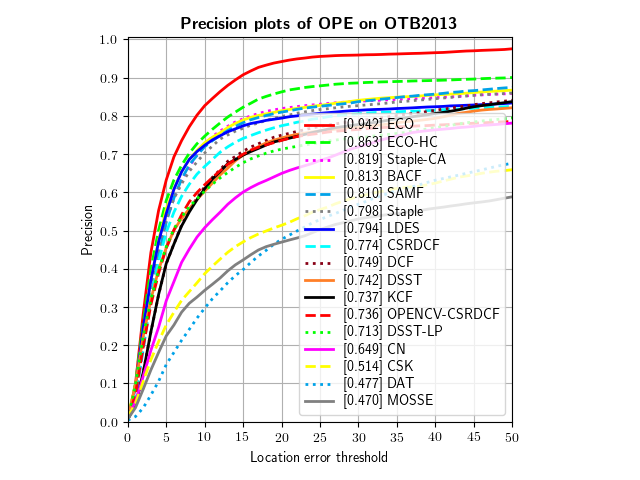 Precision plots of OPE on OTB2013
1.0
0.9
0.8
0.7
0.6
0.5
0.4
0.3
0.2
0.1
0.0
Precision
[0.942] ECO
[0.863] ECO-HC
[0.819] Staple-CA
[0.813] BACF
[0.810] SAMF
[0.798] Staple
[0.794] LDES
[0.774] CSRDCF
[0.749] DCF
[0.742] DSST
[0.737] KCF
[0.736] OPENCV-CSRDCF
[0.713] DSST-LP
[0.649] CN
[0.514] CSK
[0.477] DAT
[0.470] MOSSE
0 5 10 15 20 25 30 35 40 45 50
Location error threshold